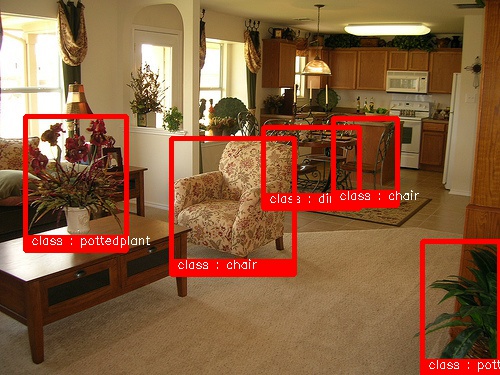 class : pottedplant
class : chair
class : di
class : chair
class : pott